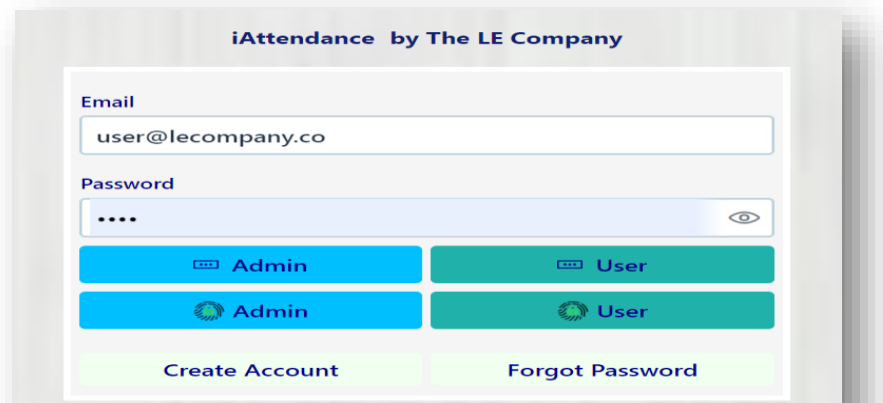 iAttendance by The LE Company
Email
user@lecompany.co
Password
••••
Admin User
Admin User
Create Account Forgot Password